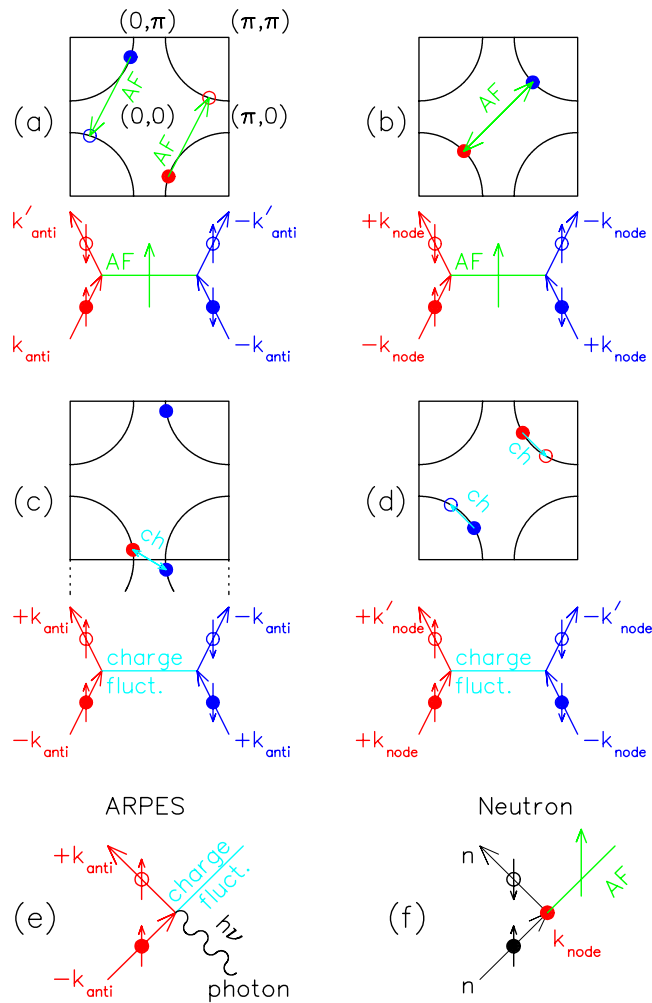 (0,π) (π,π)
(a) AF (0,0) AF (π,0)
(b) AF
k′anti −k′anti
AF
kanti −kanti
+knode −knode
AF
−knode +knode
(c) ch
(d) ch ch
+kanti −kanti
charge
fluct.
−kanti +kanti
+k′node −k′node
charge
fluct.
+knode −knode
ARPES
+kanti charge
fluct.
(e) hν
−kanti photon
Neutron
n
(f) AF
knode
n